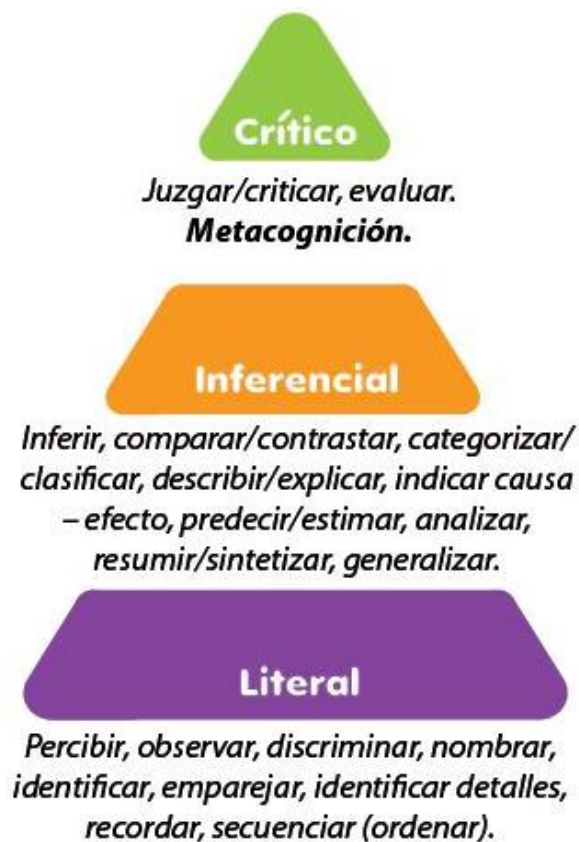 Crítico
Juzgar/criticar, evaluar.
Metacognición.
Inferencial
Inferir, comparar/contrastar, categorizar/
clasificar, describir/explicar, indicar causa
– efecto, predecir/estimar, analizar,
resumir/sintetizar, generalizar.
Literal
Percibir, observar, discriminar, nombrar,
identificar, emparejar, identificar detalles,
recordar, secuenciar (ordenar).